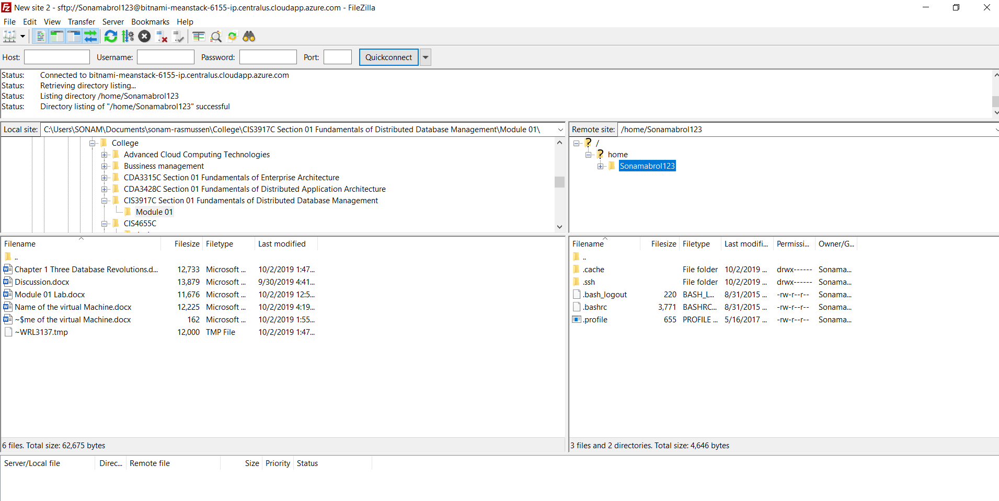 New site 2 - sftp://Sonamabrol123@bitnami-meanstack-6155-ip.centralus.cloudapp.azure.com - FileZilla
File Edit View Transfer Server Bookmarks Help
Host: Username: Password: Port: Quickconnect
Status: Connected to bitnami-meanstack-6155-ip.centralus.cloudapp.azure.com
Status: Retrieving directory listing...
Status: Listing directory /home/Sonamabrol123
Status: Directory listing of "/home/Sonamabrol123" successful
Local site: C:\Users\SONAM\Documents\sonam-rasmussen\College\CIS3917C Section 01 Fundamentals of Distributed Database Management\Module 01\
College
Advanced Cloud Computing Technologies
Bussiness management
CDA3315C Section 01 Fundamentals of Enterprise Architecture
CDA3428C Section 01 Fundamentals of Distributed Application Architecture
CIS3917C Section 01 Fundamentals of Distributed Database Management
Module 01
CIS4655C
Remote site: /home/Sonamabrol123
/
home
Sonamabrol123
Filename Filesize Filetype Last modified
..
Chapter 1 Three Database Revolutions.d... 12,733 Microsoft ... 10/2/2019 1:47...
Discussion.docx 13,879 Microsoft ... 9/30/2019 4:41...
Module 01 Lab.docx 11,676 Microsoft ... 10/2/2019 12:5...
Name of the virtual Machine.docx 12,225 Microsoft ... 10/2/2019 4:19...
~$me of the virtual Machine.docx 162 Microsoft ... 10/2/2019 1:55...
~WRL3137.tmp 12,000 TMP File 10/2/2019 1:47...
6 files. Total size: 62,675 bytes
Filename Filesize Filetype Last modifi... Permissi... Owner/G...
..
.cache File folder 10/2/2019 ... drwx------ Sonama...
.ssh File folder 10/2/2019 ... drwx------ Sonama...
.bash_logout 220 BASH_L... 8/31/2015 ... -rw-r--r-- Sonama...
.bashrc 3,771 BASHRC... 8/31/2015 ... -rw-r--r-- Sonama...
.profile 655 PROFILE ... 5/16/2017 ... -rw-r--r-- Sonama...
3 files and 2 directories. Total size: 4,646 bytes
Server/Local file Direc... Remote file Size Priority Status